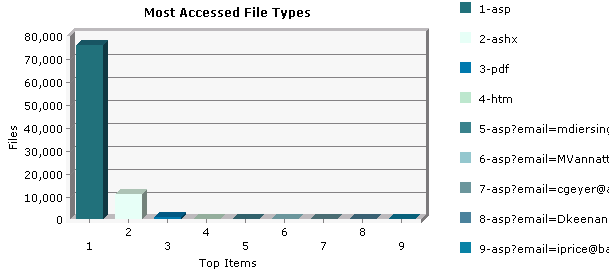 Most Accessed File Types
80,000
70,000
60,000
50,000
40,000
30,000
20,000
10,000
0
Files
1 2 3 4 5 6 7 8 9
Top Items
1-asp
2-ashx
3-pdf
4-htm
5-asp?email=mdiersing
6-asp?email=MVannatt
7-asp?email=cgeyer@
8-asp?email=Dkeenan
9-asp?email=iprice@ba